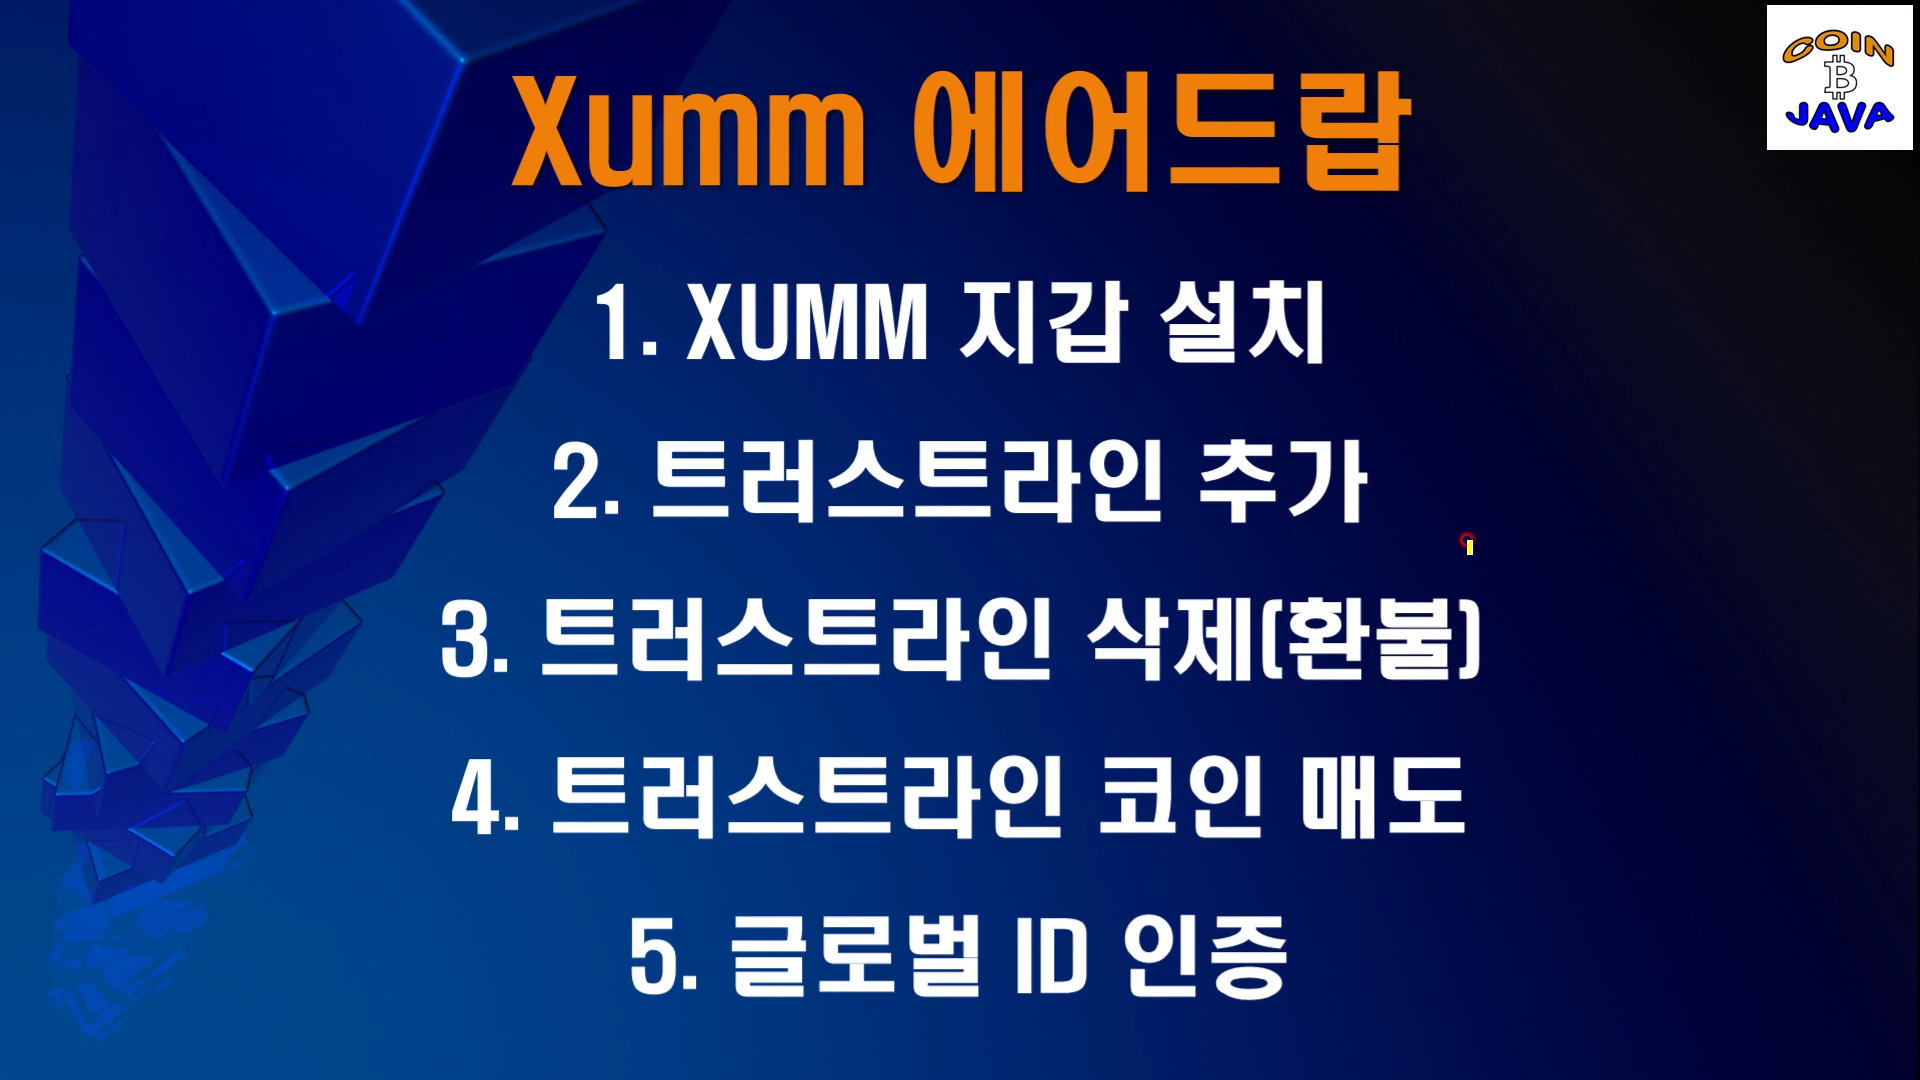 COIN
JAVA
Xumm 에어드랍
1. XUMM 지갑 설치
2. 트러스트라인 추가
3. 트러스트라인 삭제(환불)
4. 트러스트라인 코인 매도
5. 글로벌 ID 인증